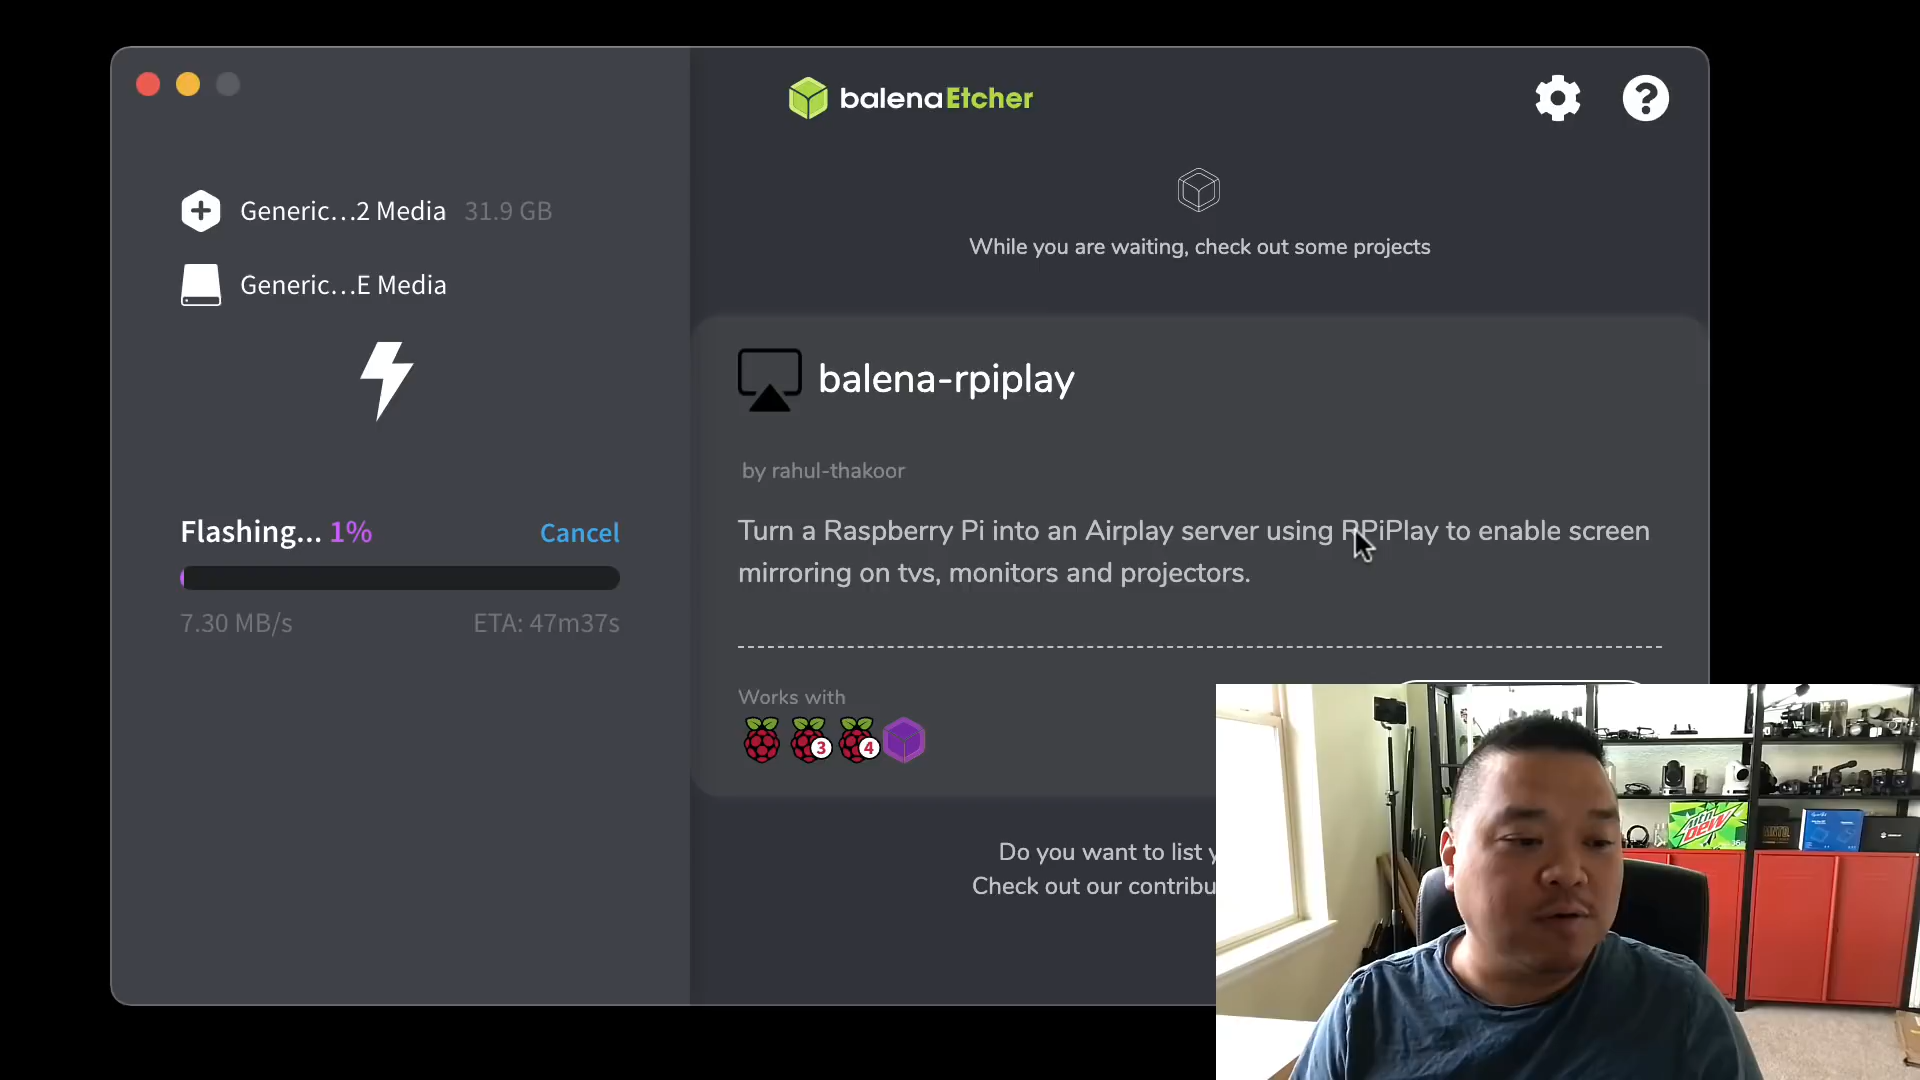 balenaEtcher
Generic...2 Media 31.9 GB
Generic...E Media
Flashing... 1% Cancel
7.30 MB/s ETA: 47m37s
While you are waiting, check out some projects
balena-rpiplay
by rahul-thakoor
Turn a Raspberry Pi into an Airplay server using RPiPlay to enable screen
mirroring on tvs, monitors and projectors.
Works with
3
4
Do you want to list
Check out our
mtn
DEW